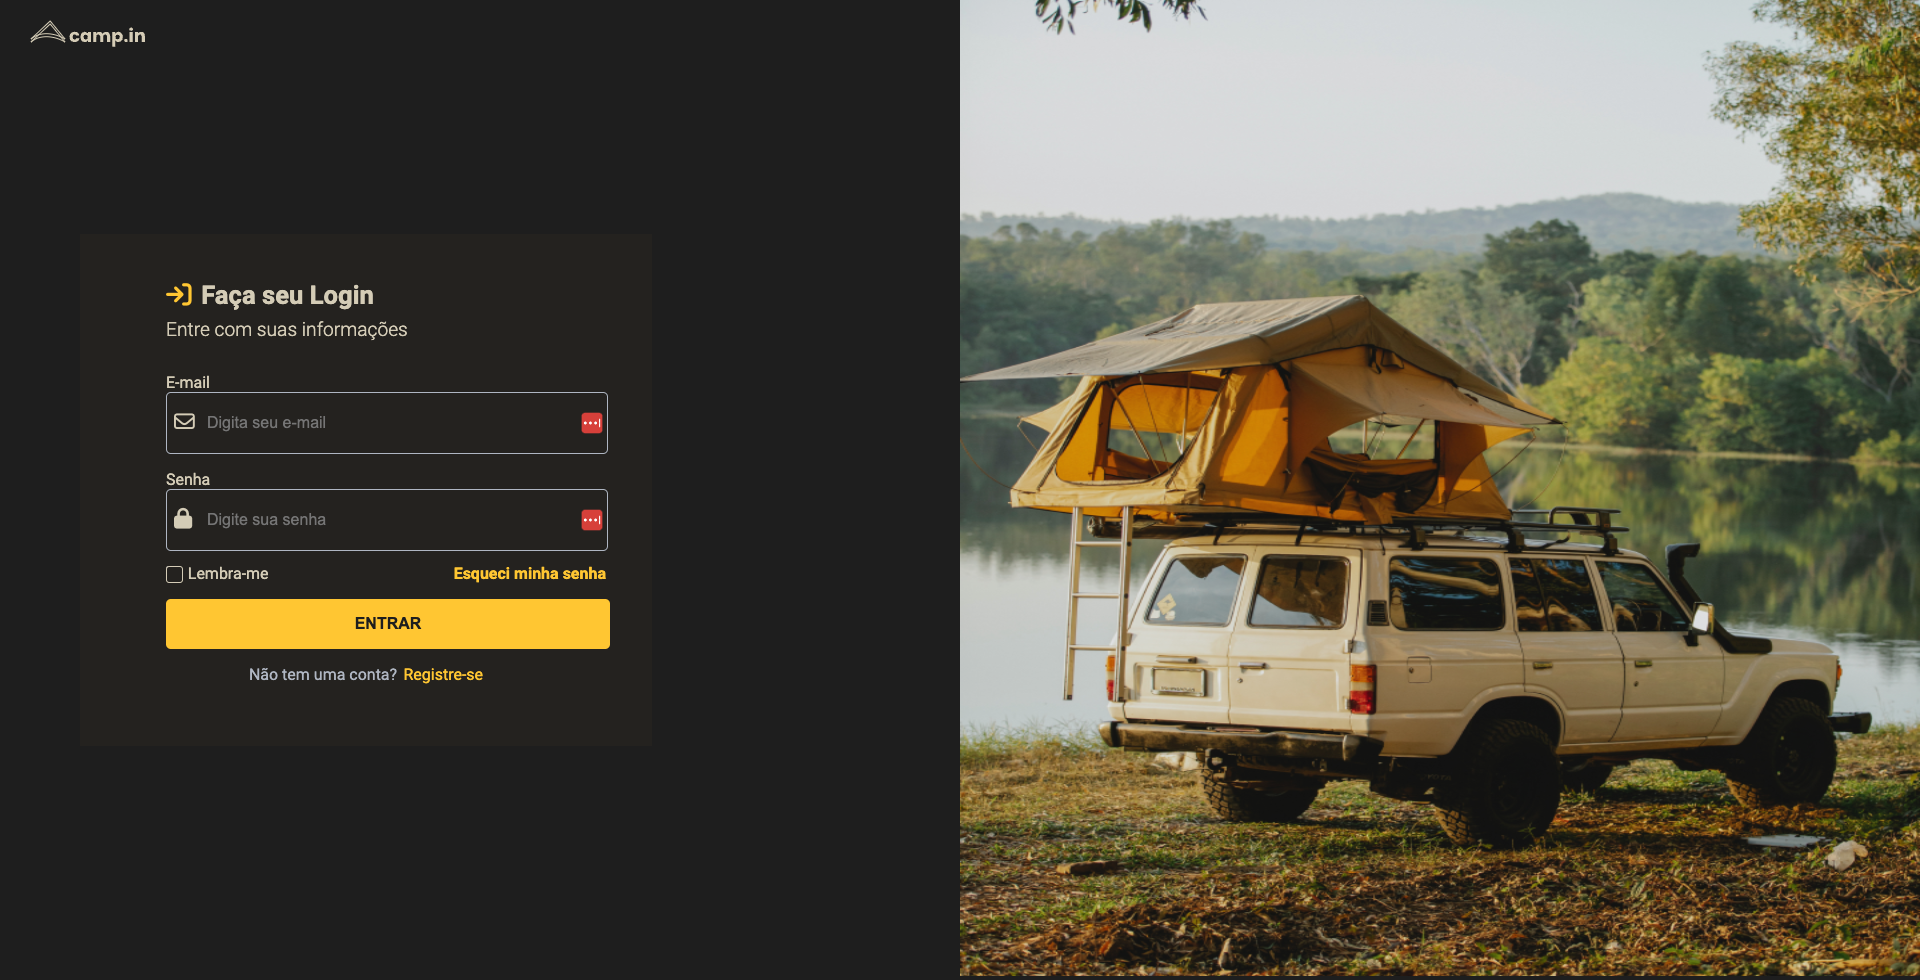 camp.in
Faça seu Login
Entre com suas informações
E-mail
Digita seu e-mail
Senha
Digite sua senha
Lembra-me
Esqueci minha senha
ENTRAR
Não tem uma conta? Registre-se